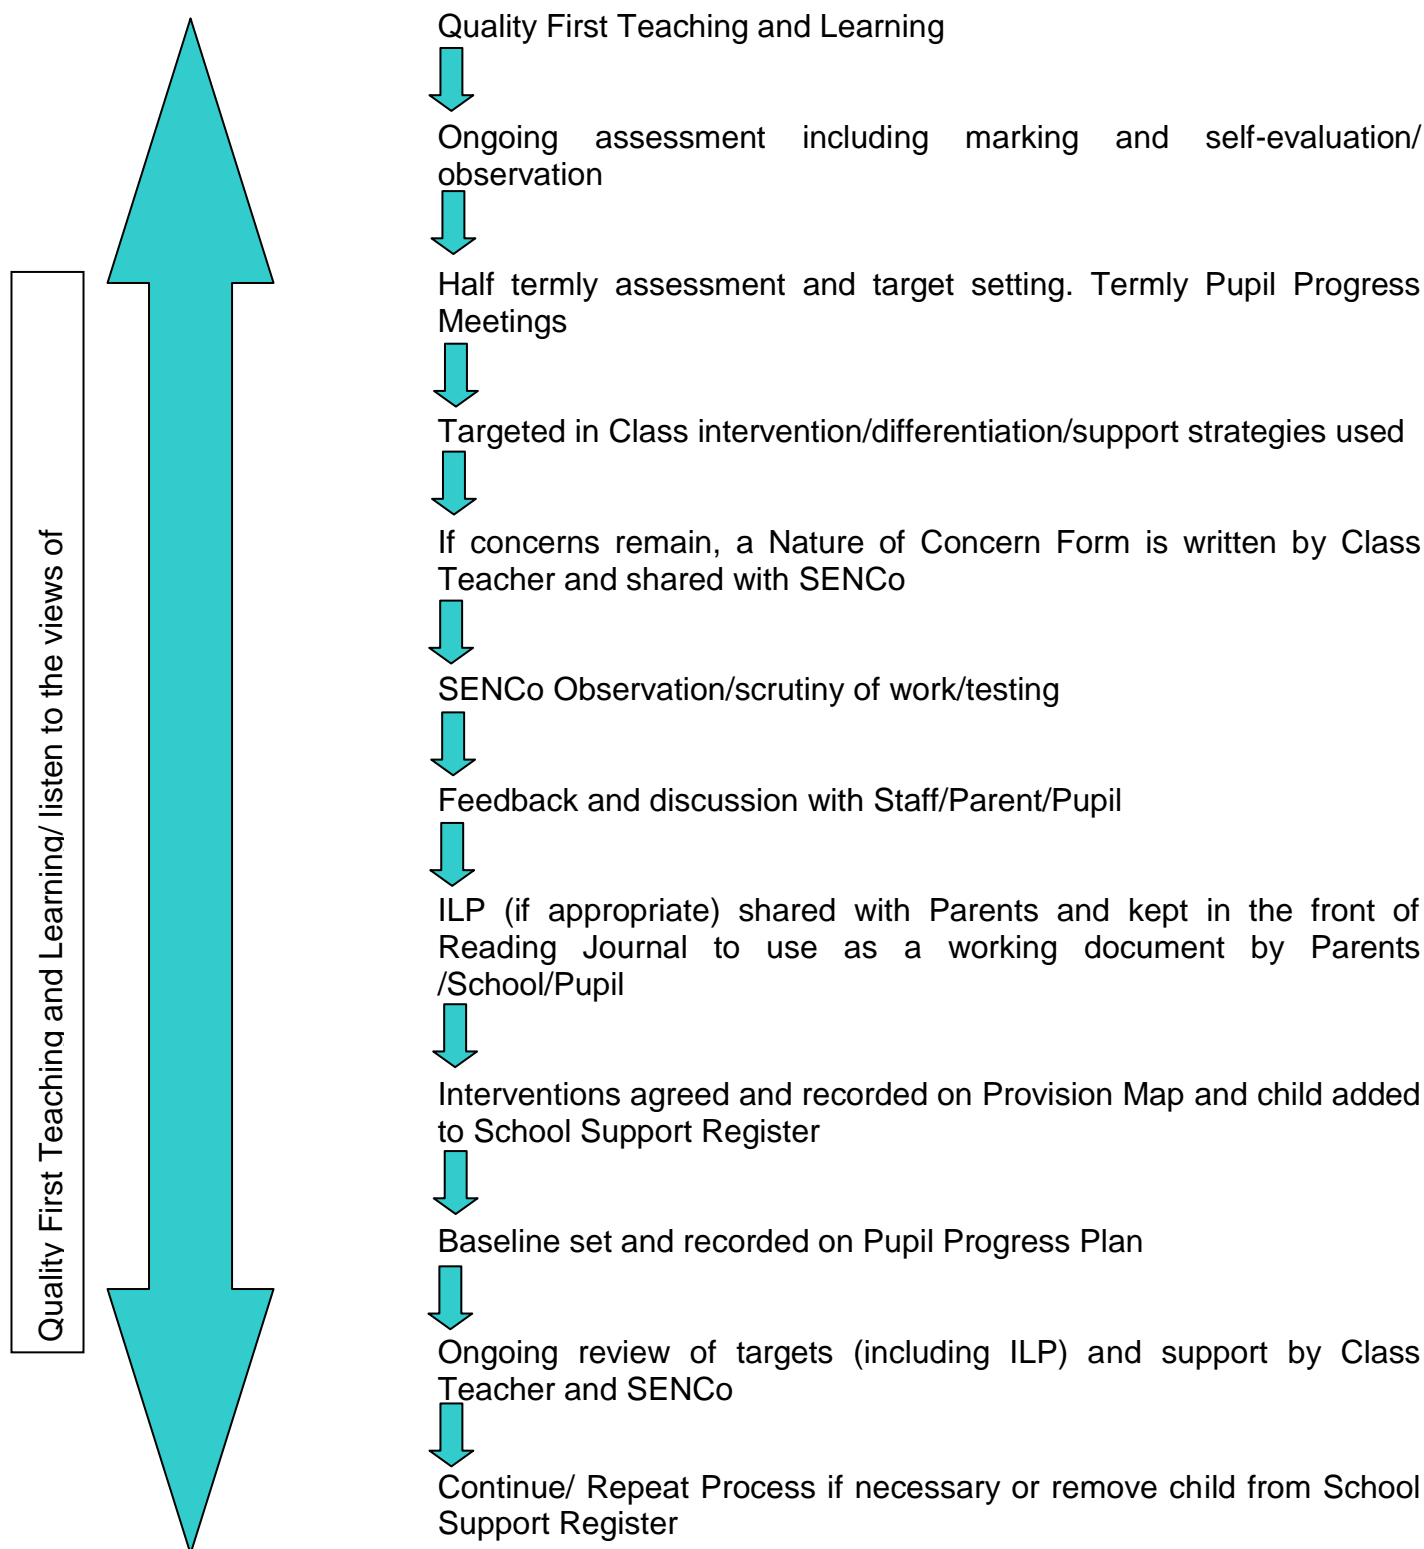 Quality First Teaching and Learning
Ongoing assessment including marking and self-evaluation/
observation
Half termly assessment and target setting. Termly Pupil Progress
Meetings
Targeted in Class intervention/differentiation/support strategies used
If concerns remain, a Nature of Concern Form is written by Class
Teacher and shared with SENCo
SENCo Observation/scrutiny of work/testing
Feedback and discussion with Staff/Parent/Pupil
ILP (if appropriate) shared with Parents and kept in the front of
Reading Journal to use as a working document by Parents
/School/Pupil
Interventions agreed and recorded on Provision Map and child added
to School Support Register
Baseline set and recorded on Pupil Progress Plan
Ongoing review of targets (including ILP) and support by Class
Teacher and SENCo
Continue/ Repeat Process if necessary or remove child from School
Support Register
Quality First Teaching and Learning/ listen to the views of